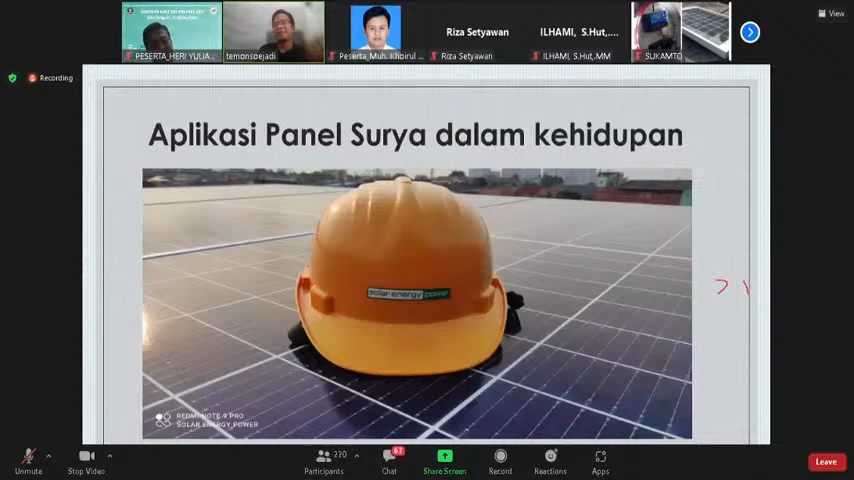 View
PESERTA_HERI YULIA...
temonsoejadi
Peserta_Muh. Khoirul ...
Riza Setyawan
Riza Setyawan
ILHAMI, S.Hut,....
ILHAMI, S.Hut,.MM
SUKAMTO
Recording
Aplikasi Panel Surya dalam kehidupan
solar energy power
REDMI NOTE 9 PRO
SOLAR ENERGY POWER
Unmute
Stop Video
220
Participants
67
Chat
Share Screen
Record
Reactions
Apps
Leave